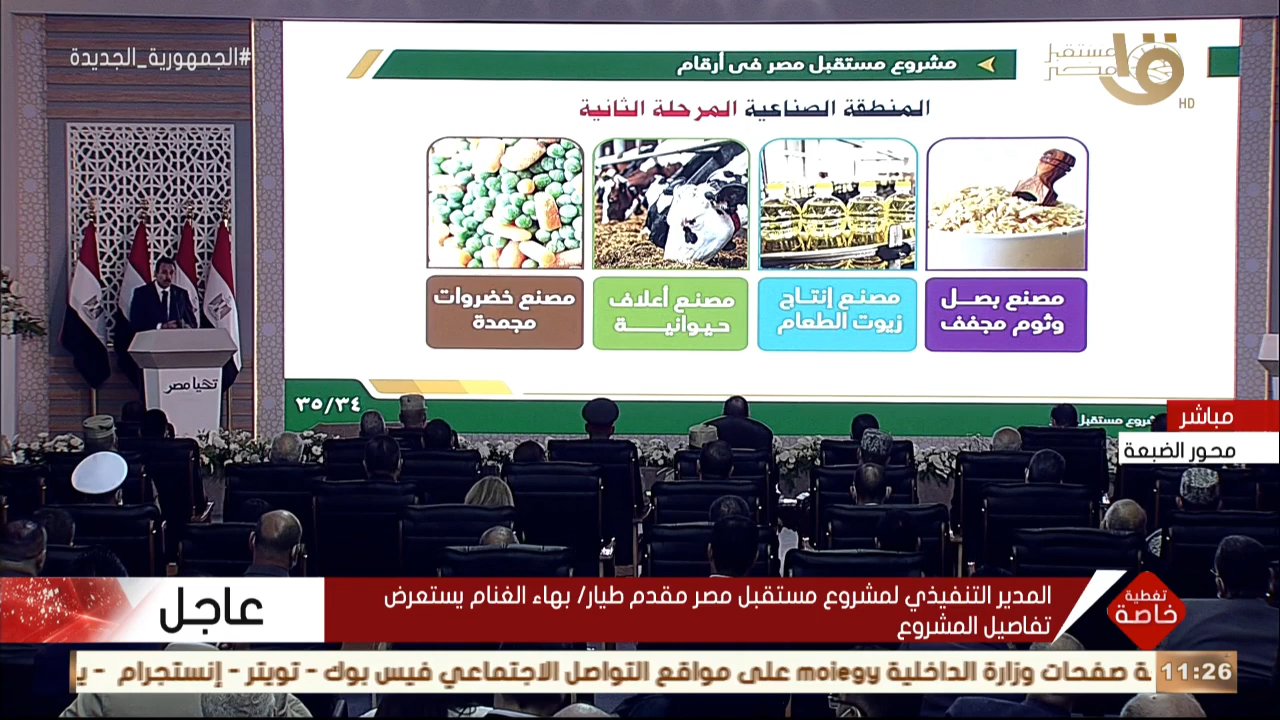 #الجمهورية_الجديدة
مشروع مستقبل مصر فى أرقام
مستقبل
مصر
HD
المنطقة الصناعية المرحلة الثانية
مصنع بصل
وثوم مجفف
مصنع إنتاج
زيوت الطعام
مصنع أعلاف
حيوانية
مصنع خضروات
مجمدة
تحيا مصر
٣٥/٣٤
مشروع مستقبل
مباشر
محور الضبعة
تغطية
خاصة
المدير التنفيذي لمشروع مستقبل مصر مقدم طيار/ بهاء الغنام يستعرض
تفاصيل المشروع
عاجل
11:26
صفحات وزارة الداخلية moiegy على مواقع التواصل الاجتماعي فيس بوك - تويتر - إنستجرام -